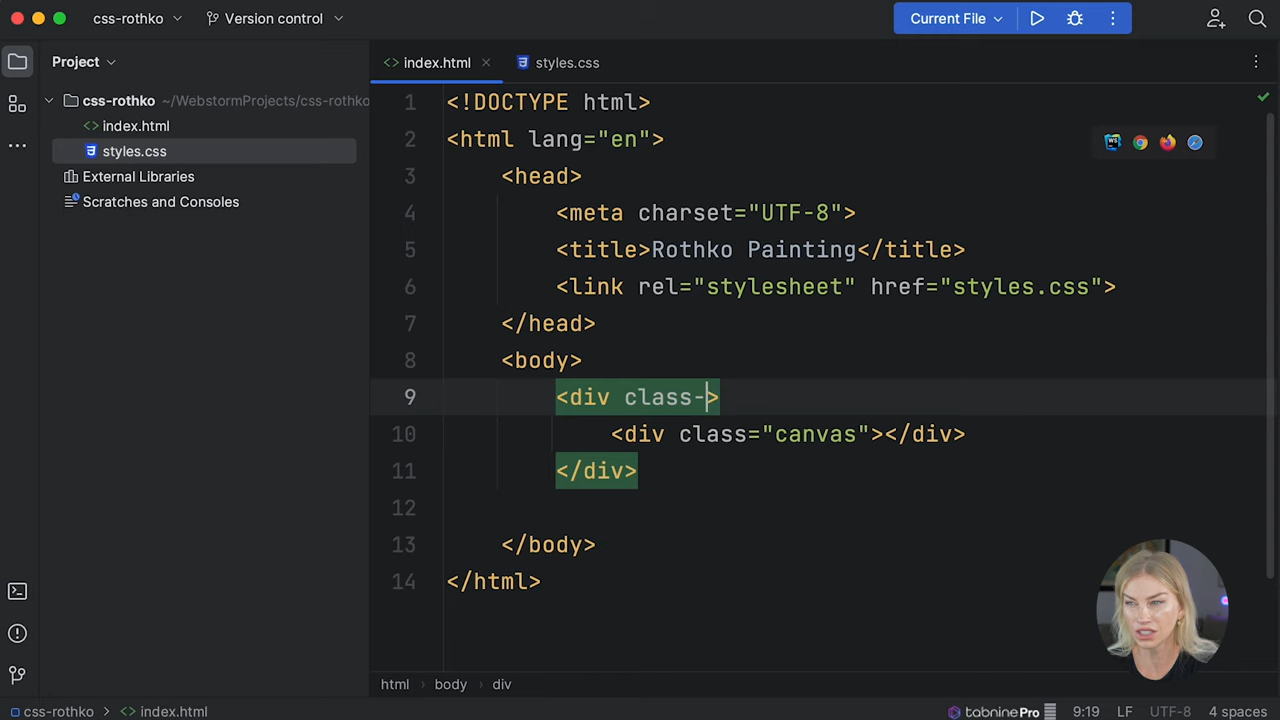 css-rothko
Version control
Current File
Project
index.html
styles.css
css-rothko ~/WebstormProjects/css-rothko
index.html
styles.css
External Libraries
Scratches and Consoles
1 <!DOCTYPE html>
2 <html lang="en">
3 <head>
4 <meta charset="UTF-8">
5 <title>Rothko Painting</title>
6 <link rel="stylesheet" href="styles.css">
7 </head>
8 <body>
9 <div class->
10 <div class="canvas"></div>
11 </div>
12
13 </body>
14 </html>
html body div
css-rothko index.html
tabnine Pro 9:19 LF UTF-8 4 spaces